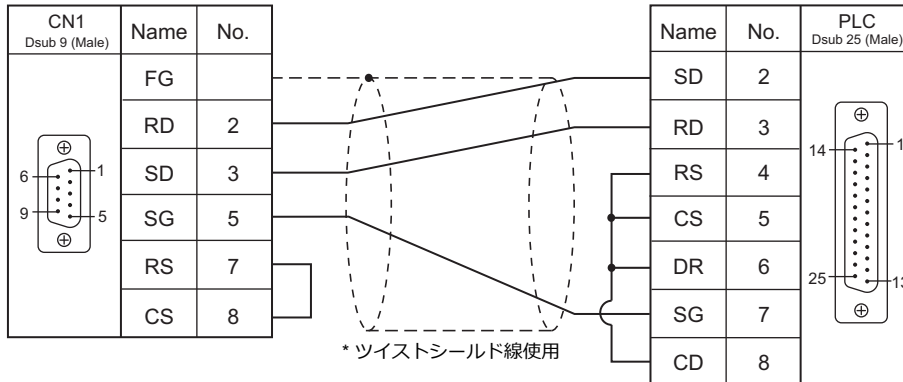 CN1
Dsub 9 (Male)
Name No.
FG
RD 2
SD 3
SG 5
RS 7
CS 8
6
1
9
5
* ツイストシールド線使用
Name No.
SD 2
RD 3
RS 4
CS 5
DR 6
SG 7
CD 8
PLC
Dsub 25 (Male)
14
1
25
13